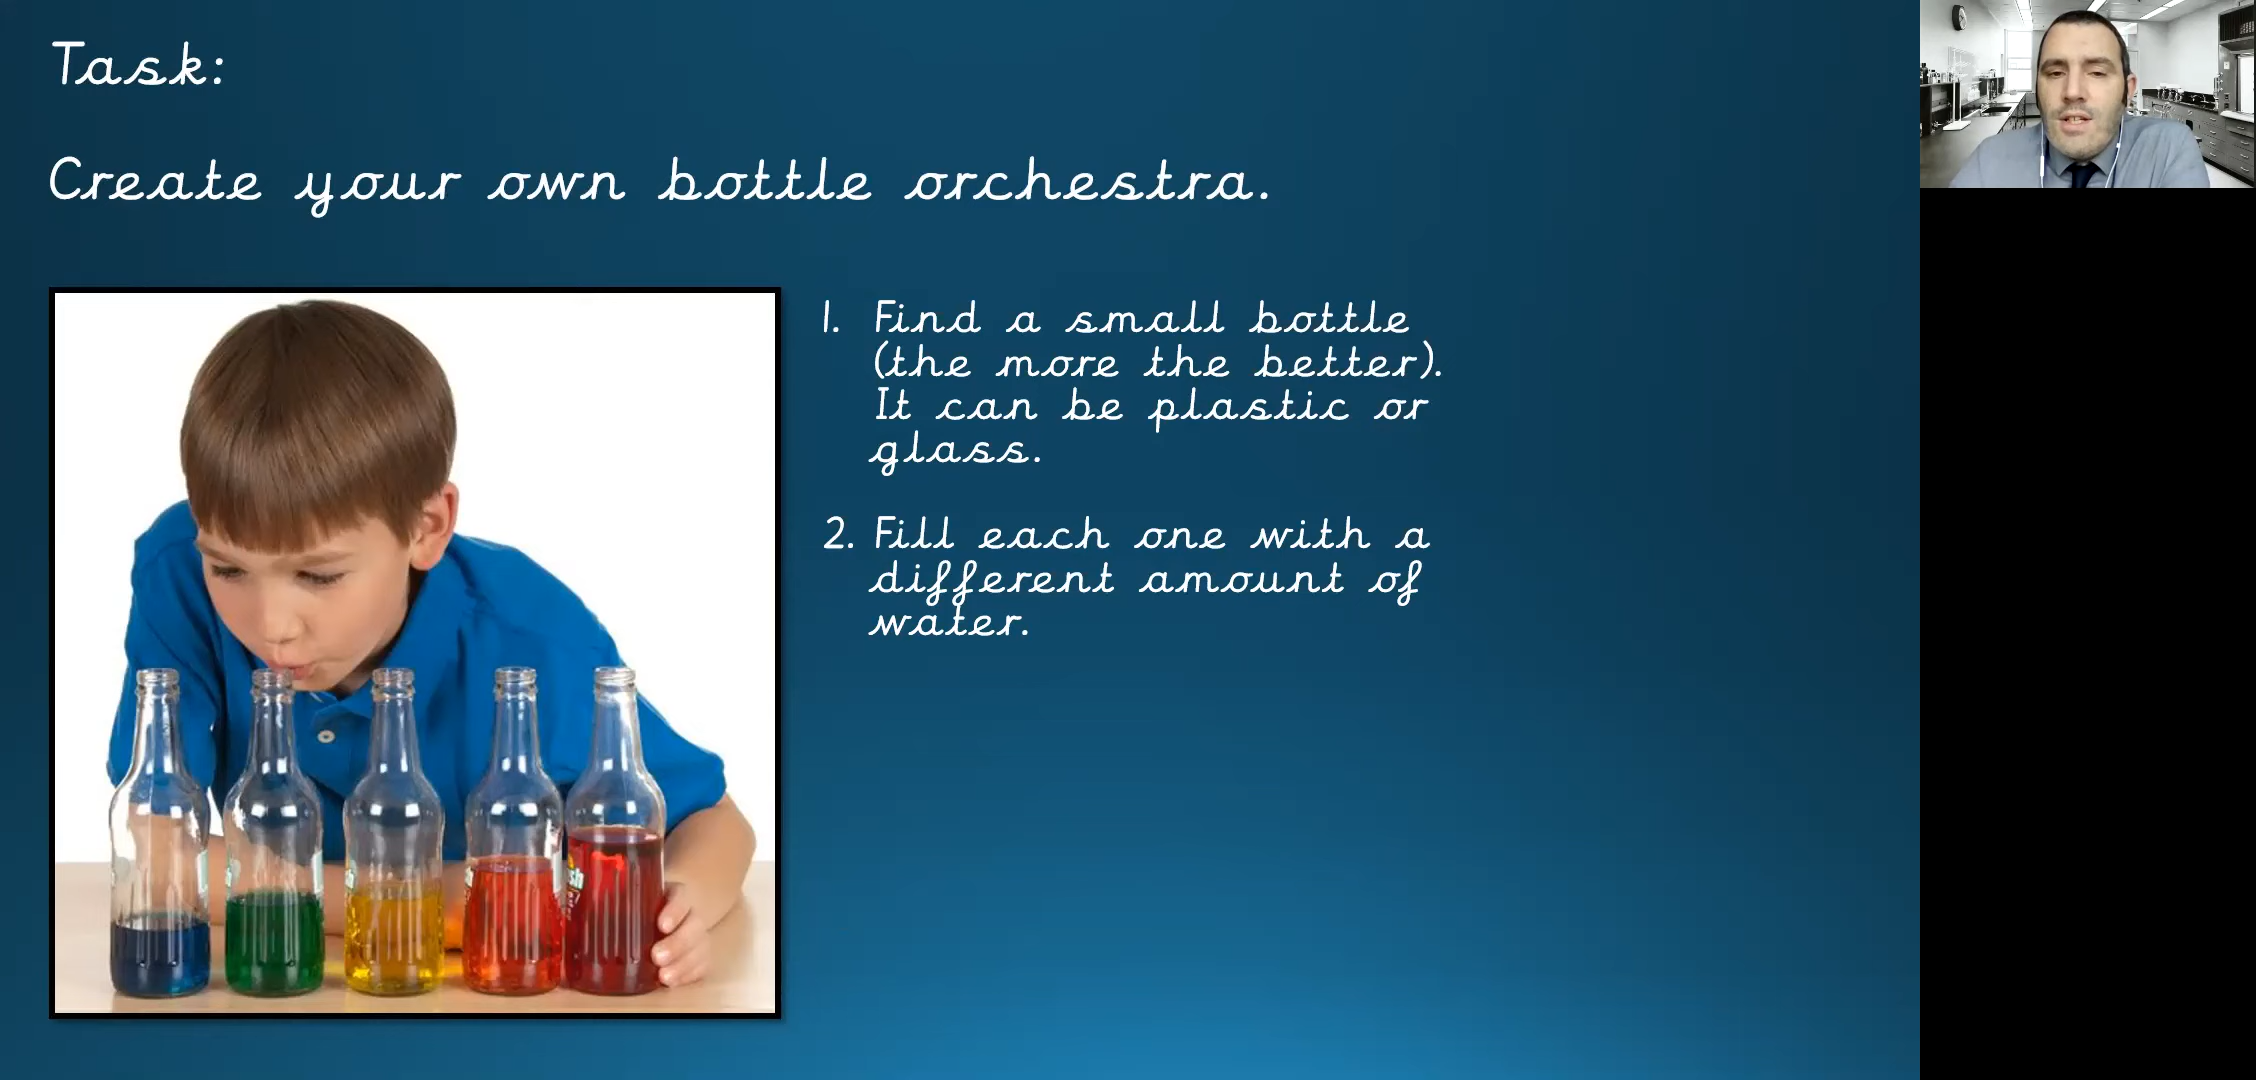 Task:
Create your own bottle orchestra.
1. Find a small bottle
(the more the better).
It can be plastic or
glass.
2. Fill each one with a
different amount of
water.